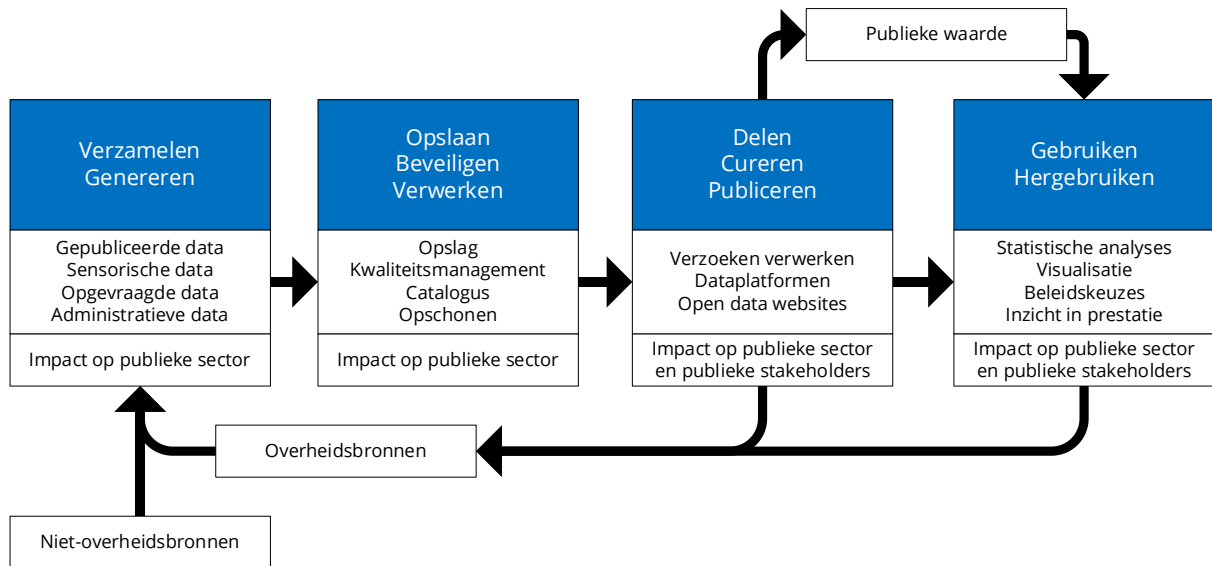 Publieke waarde
Verzamelen
Genereren
Gepubliceerde data
Sensorische data
Opgevraagde data
Administratieve data
Impact op publieke sector
Opslaan
Beveiligen
Verwerken
Opslag
Kwaliteitsmanagement
Catalogus
Opschonen
Impact op publieke sector
Delen
Cureren
Publiceren
Verzoeken verwerken
Dataplatformen
Open data websites
Impact op publieke sector
en publieke stakeholders
Gebruiken
Hergebruiken
Statistische analyses
Visualisatie
Beleidskeuzes
Inzicht in prestatie
Impact op publieke sector
en publieke stakeholders
Overheidsbronnen
Niet-overheidsbronnen